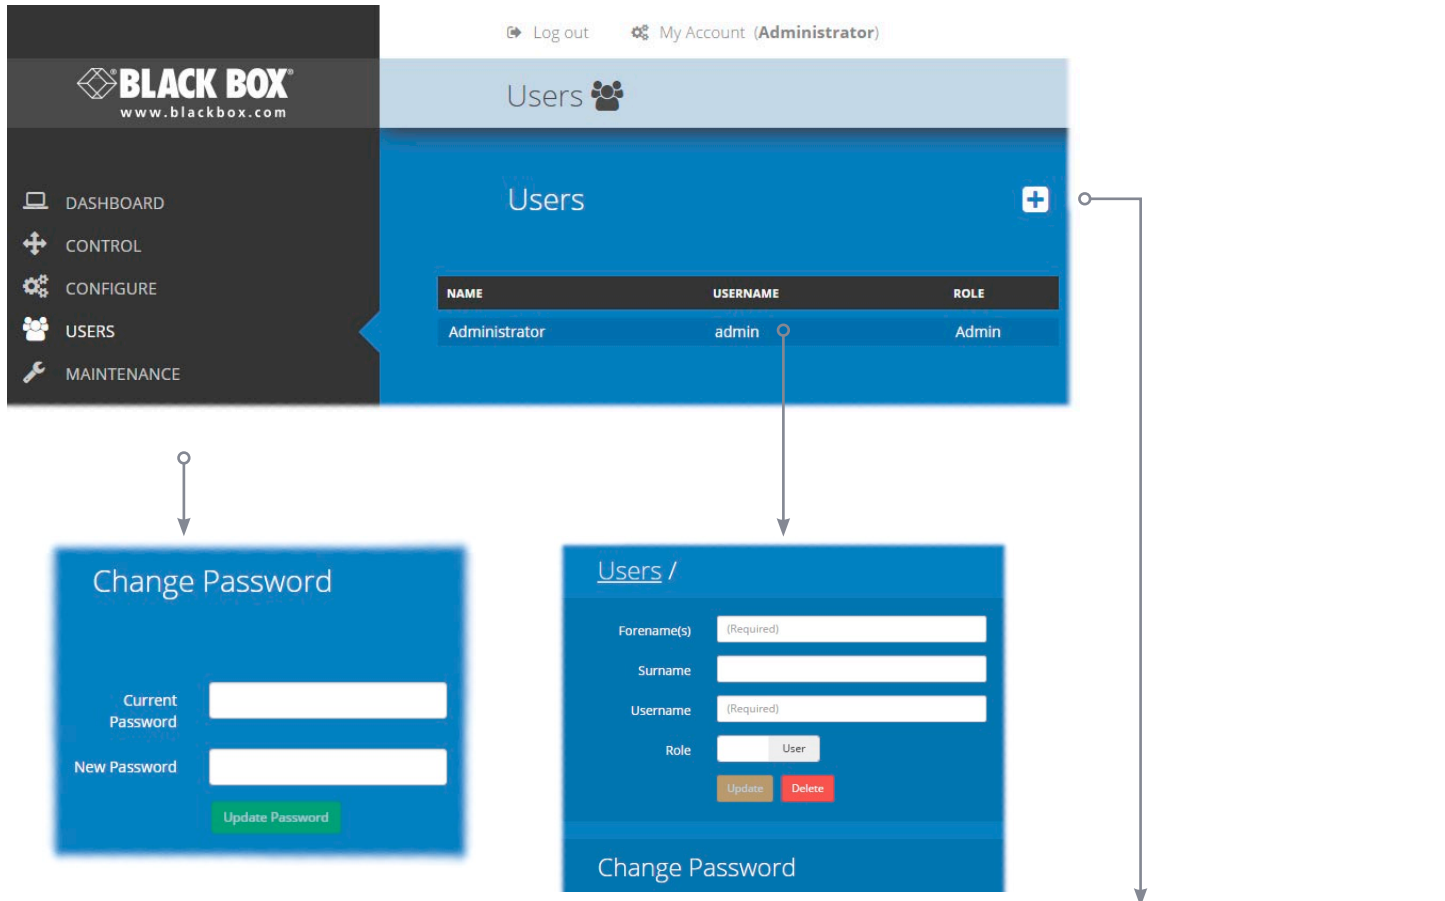 Log out My Account (Administrator)
BLACK BOX®
www.blackbox.com
Users
DASHBOARD
CONTROL
CONFIGURE
USERS
MAINTENANCE
Users
NAME USERNAME ROLE
Administrator admin Admin
Change Password
Current
Password
New Password
Update Password
Users /
Forename(s) (Required)
Surname
Username (Required)
Role User
Update Delete
Change Password